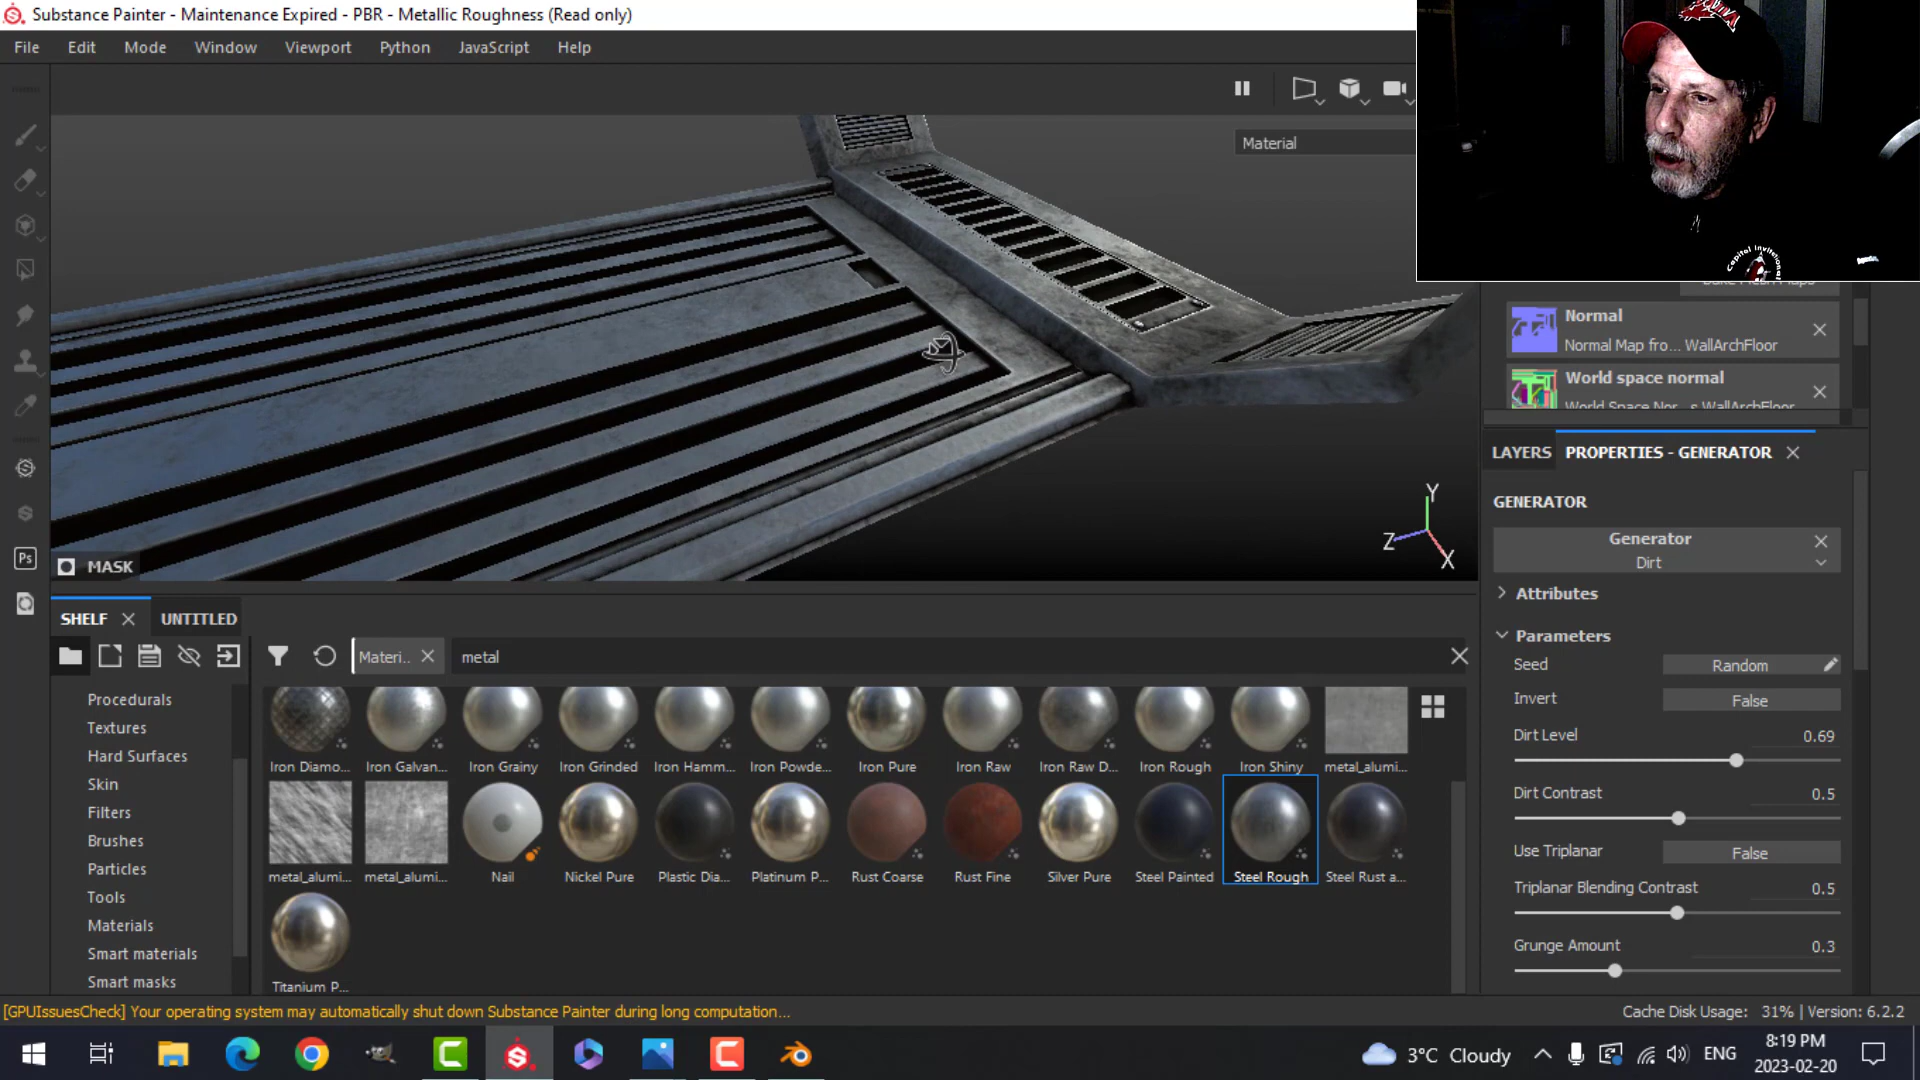 Substance Painter - Maintenance Expired - PBR - Metallic Roughness (Read only)
File Edit Mode Window Viewport Python JavaScript Help
Material
Capital Invitational
Normal
Normal Map fro... WallArchFloor
World space normal
World Space Nor...s WallArchFloor
LAYERS PROPERTIES - GENERATOR
GENERATOR
Generator
Dirt
Attributes
Parameters
Seed Random
Invert False
Dirt Level 0.69
Dirt Contrast 0.5
Use Triplanar False
Triplanar Blending Contrast 0.5
Grunge Amount 0.3
Y
Z
X
Ps
MASK
SHELF UNTITLED
Materi.. metal
Procedurals
Textures
Hard Surfaces
Skin
Filters
Brushes
Particles
Tools
Materials
Smart materials
Smart masks
Iron Diamo... Iron Galvan... Iron Grainy Iron Grinded Iron Hamm... Iron Powde... Iron Pure Iron Raw Iron Raw D... Iron Rough Iron Shiny metal_alumi...
metal_alumi... metal_alumi... Nail Nickel Pure Plastic Dia... Platinum P... Rust Coarse Rust Fine Silver Pure Steel Painted Steel Rough Steel Rust a...
Titanium P...
[GPUIssuesCheck] Your operating system may automatically shut down Substance Painter during long computation...
Cache Disk Usage: 31% | Version: 6.2.2
3°C Cloudy
ENG
8:19 PM
2023-02-20